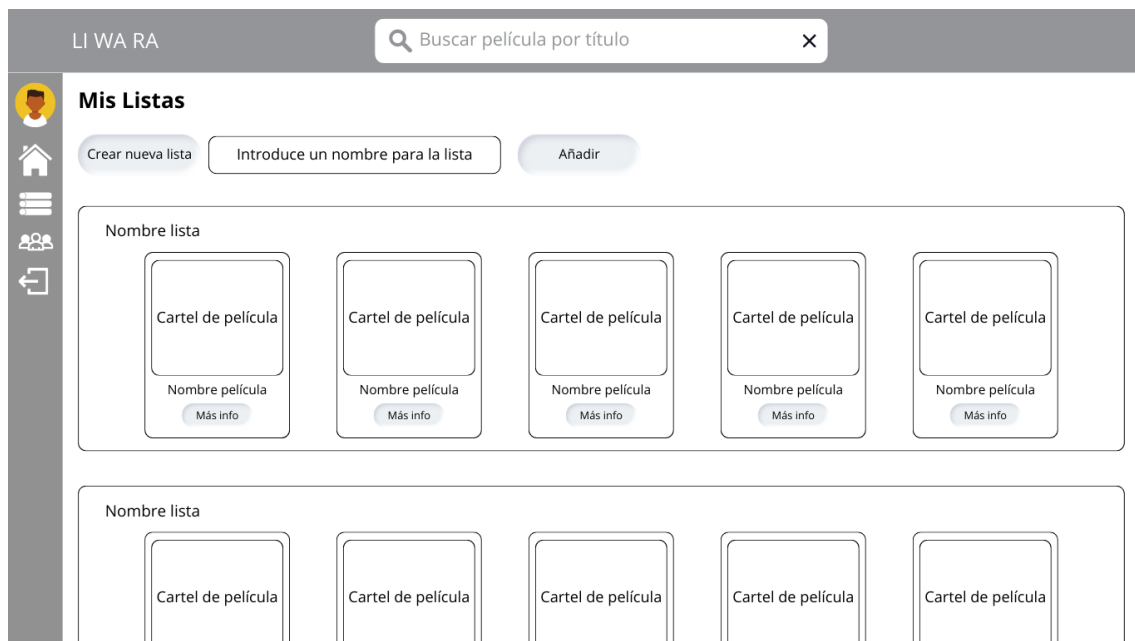 LI WA RA
Buscar película por título
Mis Listas
Crear nueva lista
Introduce un nombre para la lista
Añadir
Nombre lista
Cartel de película
Cartel de película
Cartel de película
Cartel de película
Cartel de película
Nombre película
Nombre película
Nombre película
Nombre película
Nombre película
Más info
Más info
Más info
Más info
Más info
Nombre lista
Cartel de película
Cartel de película
Cartel de película
Cartel de película
Cartel de película